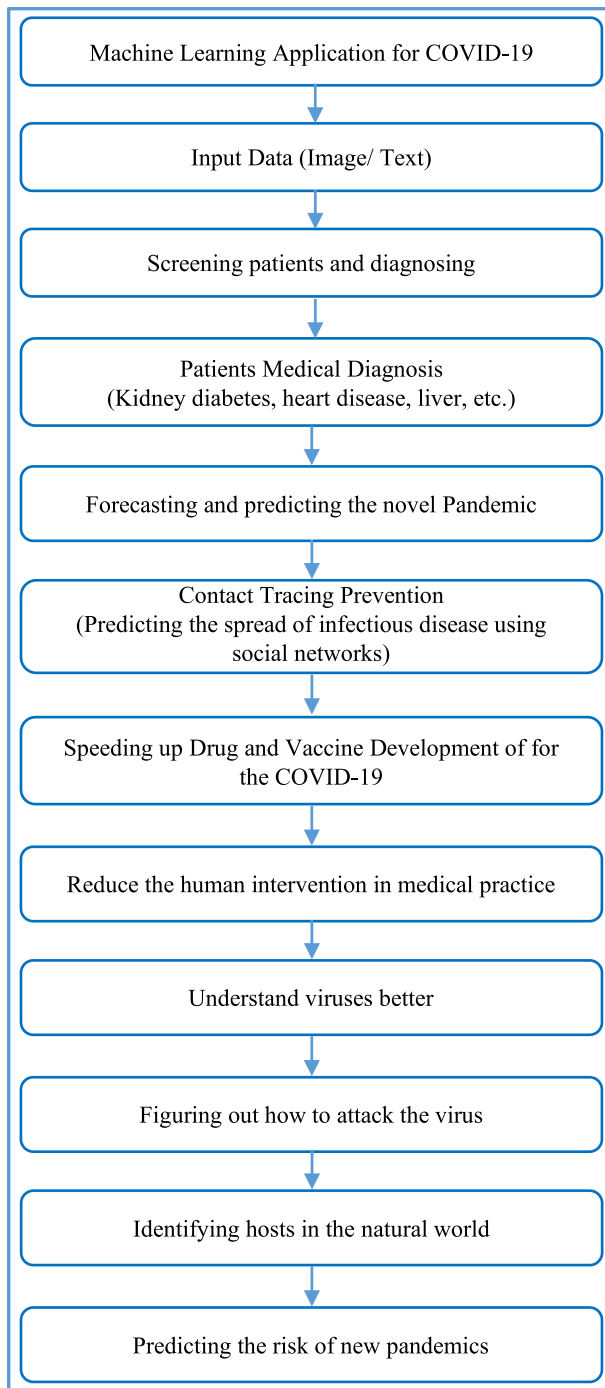 Machine Learning Application for COVID-19
Input Data (Image/ Text)
Screening patients and diagnosing
Patients Medical Diagnosis
(Kidney diabetes, heart disease, liver, etc.)
Forecasting and predicting the novel Pandemic
Contact Tracing Prevention
(Predicting the spread of infectious disease using
social networks)
Speeding up Drug and Vaccine Development of for
the COVID-19
Reduce the human intervention in medical practice
Understand viruses better
Figuring out how to attack the virus
Identifying hosts in the natural world
Predicting the risk of new pandemics